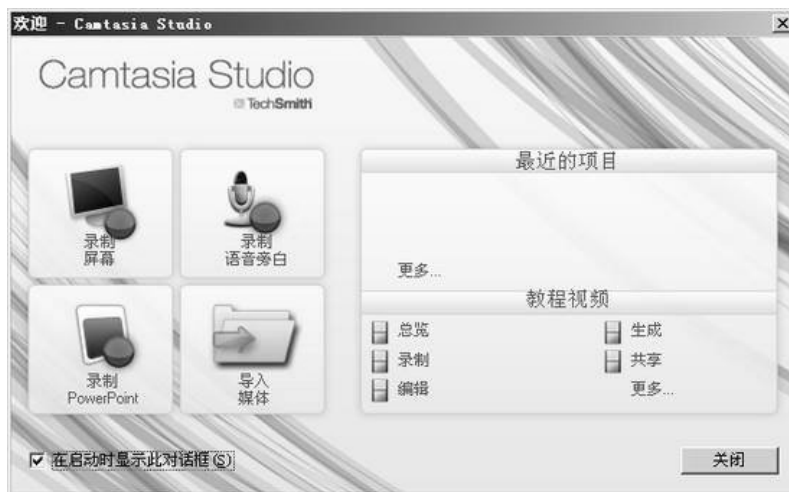 欢迎 - Camtasia Studio
Camtasia Studio
TechSmith
录制
屏幕
录制
语音旁白
录制
PowerPoint
导入
媒体
最近的项目
更多...
教程视频
总览
生成
录制
共享
编辑
更多...
在启动时显示此对话框(S)
关闭